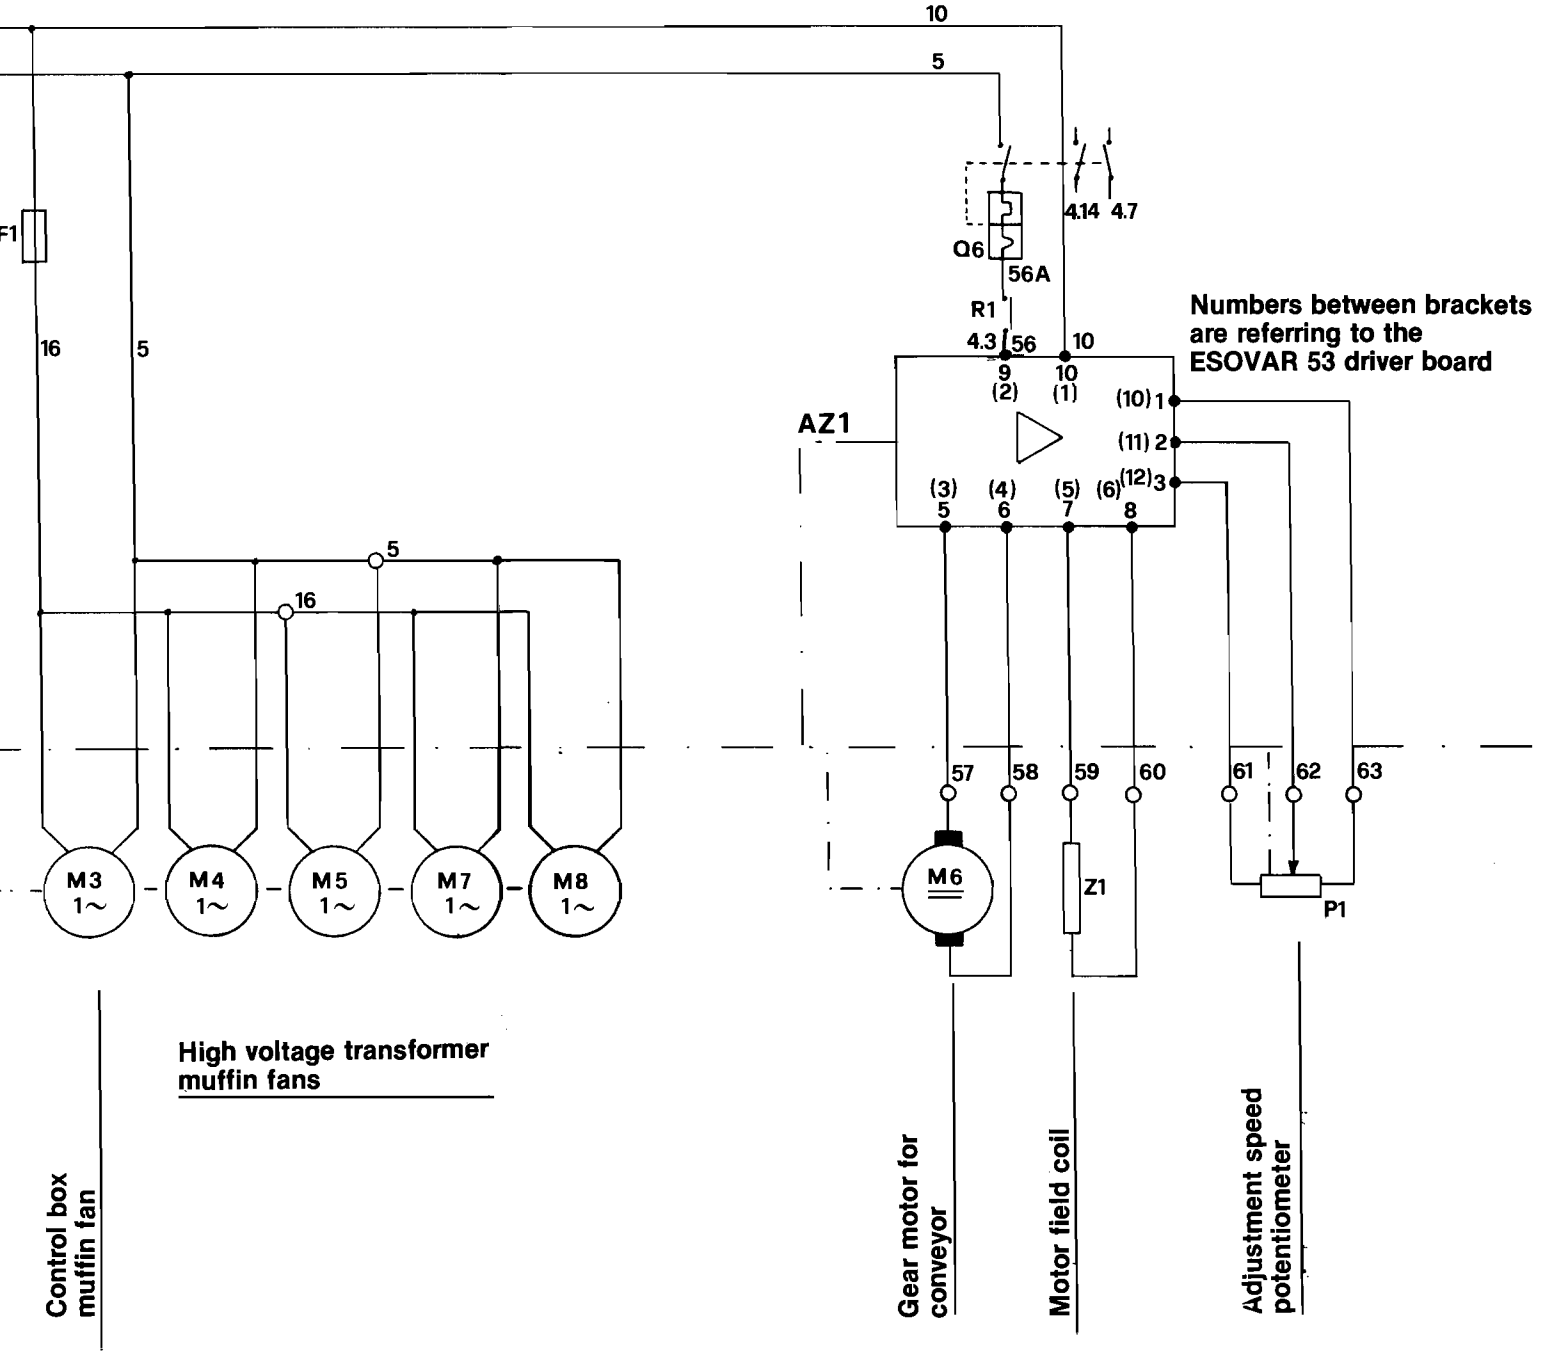 10
5
4.14 4.7
F1
Q6
56A
R1
4.3 56 10
Numbers between brackets
are referring to the
ESOVAR 53 driver board
16
5
9 10
(2) (1)
(10) 1
AZ1
(11) 2
(12) 3
(3) (4) (5) (6)
5 6 7 8
5
16
57 58 59 60 61 62 63
M3
1~
M4
1~
M5
1~
M7
1~
M8
1~
M6
Z1
P1
High voltage transformer
muffin fans
Control box
muffin fan
Gear motor for
conveyor
Motor field coil
Adjustment speed
potentiometer